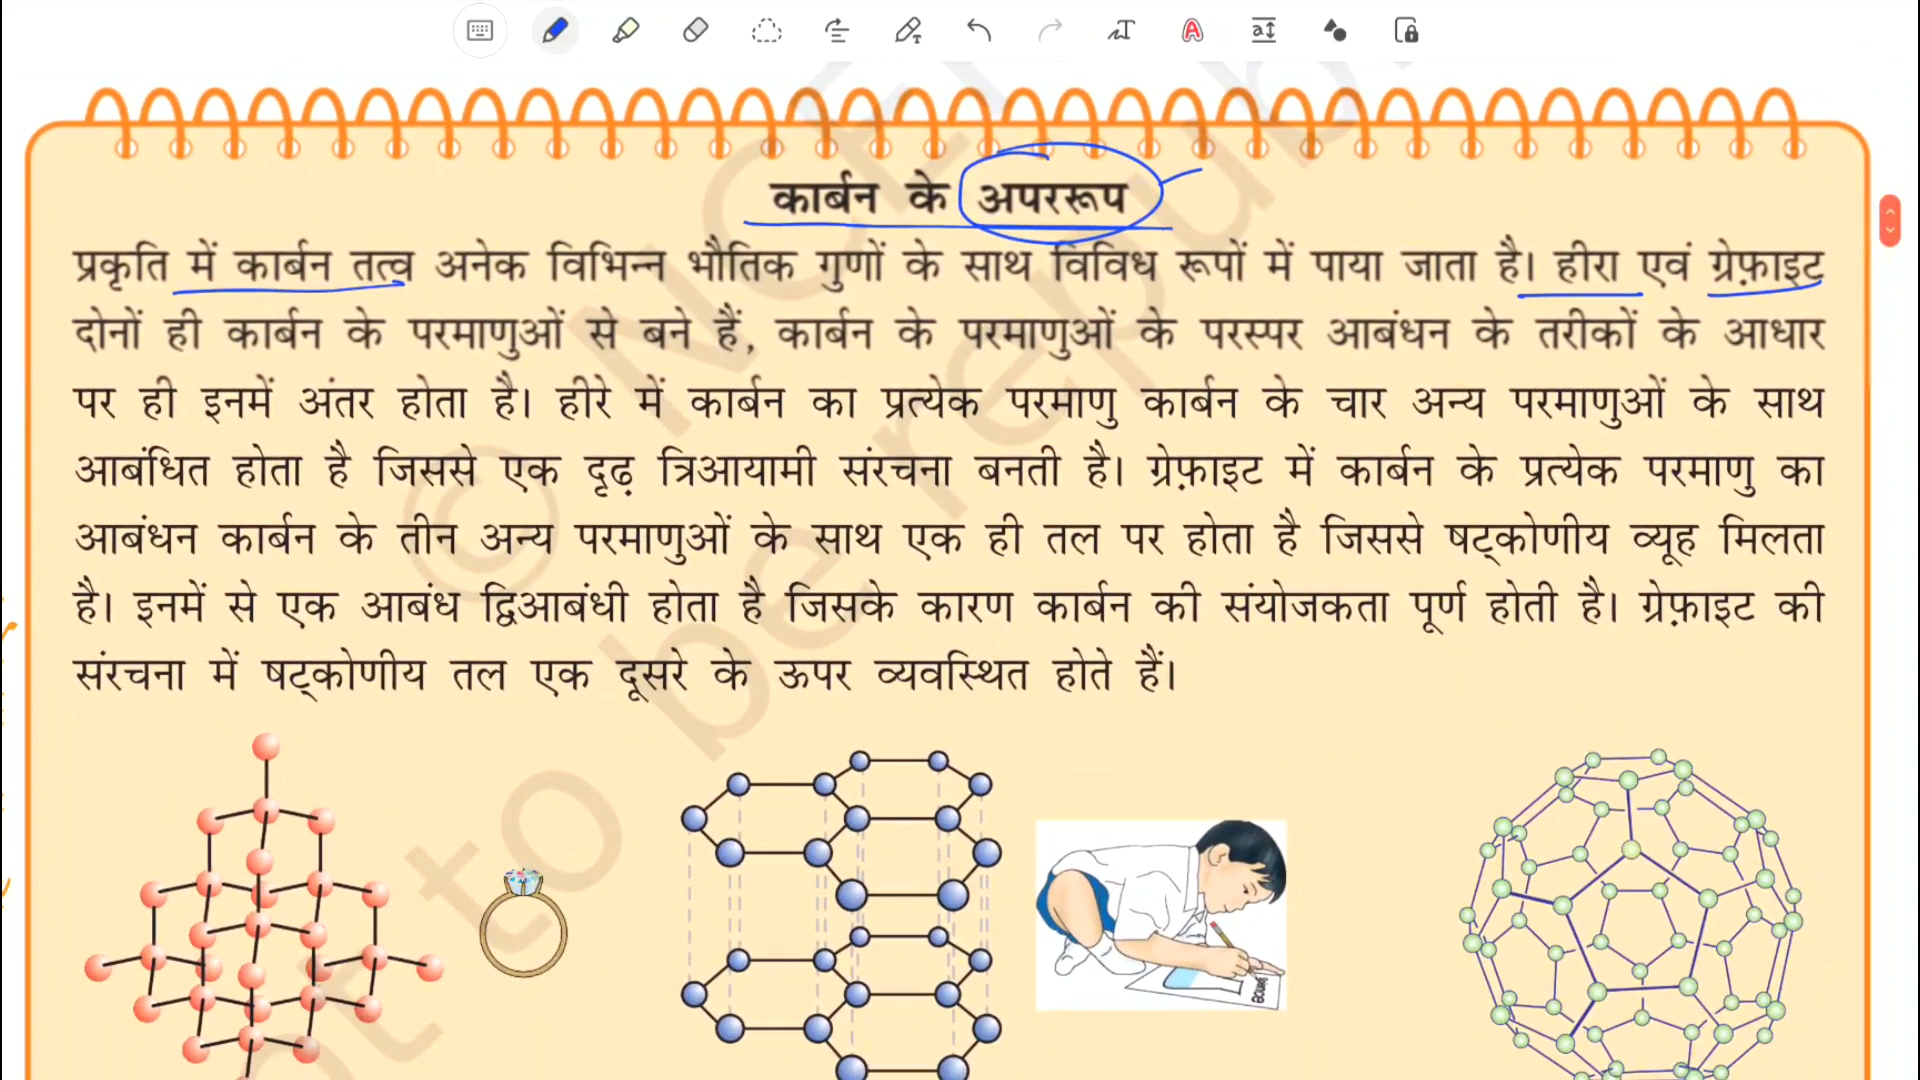 कार्बन के अपररूप
प्रकृति में कार्बन तत्व अनेक विभिन्न भौतिक गुणों के साथ विविध रूपों में पाया जाता है। हीरा एवं ग्रेफ़ाइट
दोनों ही कार्बन के परमाणुओं से बने हैं, कार्बन के परमाणुओं के परस्पर आबंधन के तरीकों के आधार
पर ही इनमें अंतर होता है। हीरे में कार्बन का प्रत्येक परमाणु कार्बन के चार अन्य परमाणुओं के साथ
आबंधित होता है जिससे एक दृढ़ त्रिआयामी संरचना बनती है। ग्रेफ़ाइट में कार्बन के प्रत्येक परमाणु का
आबंधन कार्बन के तीन अन्य परमाणुओं के साथ एक ही तल पर होता है जिससे षट्कोणीय व्यूह मिलता
है। इनमें से एक आबंध द्विआबंधी होता है जिसके कारण कार्बन की संयोजकता पूर्ण होती है। ग्रेफ़ाइट की
संरचना में षट्कोणीय तल एक दूसरे के ऊपर व्यवस्थित होते हैं।